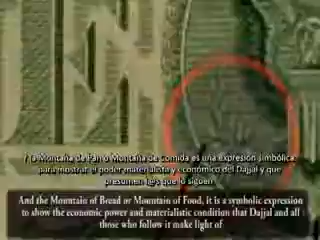 Y la Montaña de Pan o Montaña de Comida es una expresión simbólica
para mostrar el poder materialista y económico del Dajjal y que
presumen l@s que lo siguen
And the Mountain of Bread or Mountain of Food, it is a symbolic expression
to show the economic power and materialistic condition that Dajjal and all
those who follow it make light of